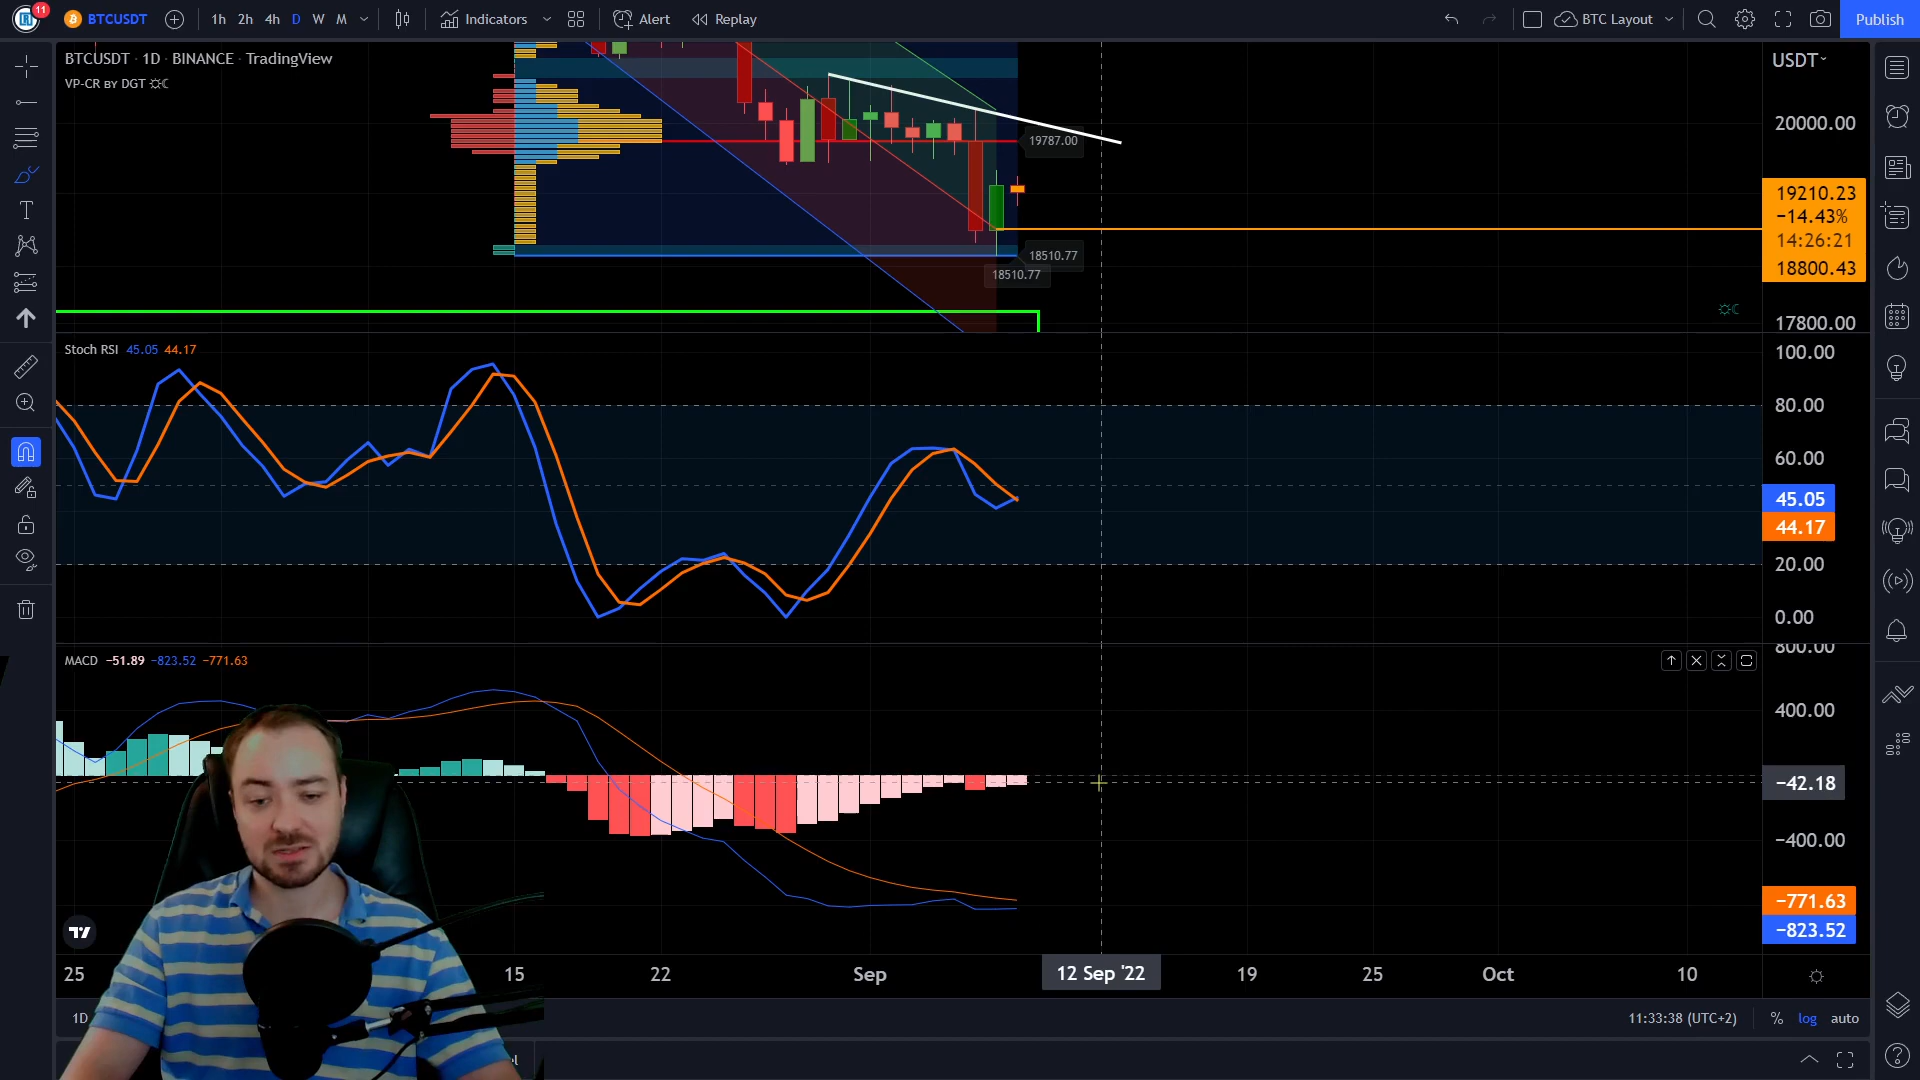 11
BTCUSDT 1h 2h 4h D W M Indicators Alert Replay BTC Layout Publish
BTCUSDT · 1D · BINANCE · TradingView
VP-CR BY DGT
USDT
20000.00
19787.00
19210.23
−14.43%
14:26:21
18800.43
18510.77
18510.77
17800.00
Stoch RSI 45.05 44.17
100.00
80.00
60.00
45.05
44.17
20.00
0.00
MACD −51.89 −823.52 −771.63
800.00
400.00
−42.18
−400.00
−771.63
−823.52
25 15 22 Sep 12 Sep '22 19 25 Oct 10
1D 11:33:38 (UTC+2) % log auto